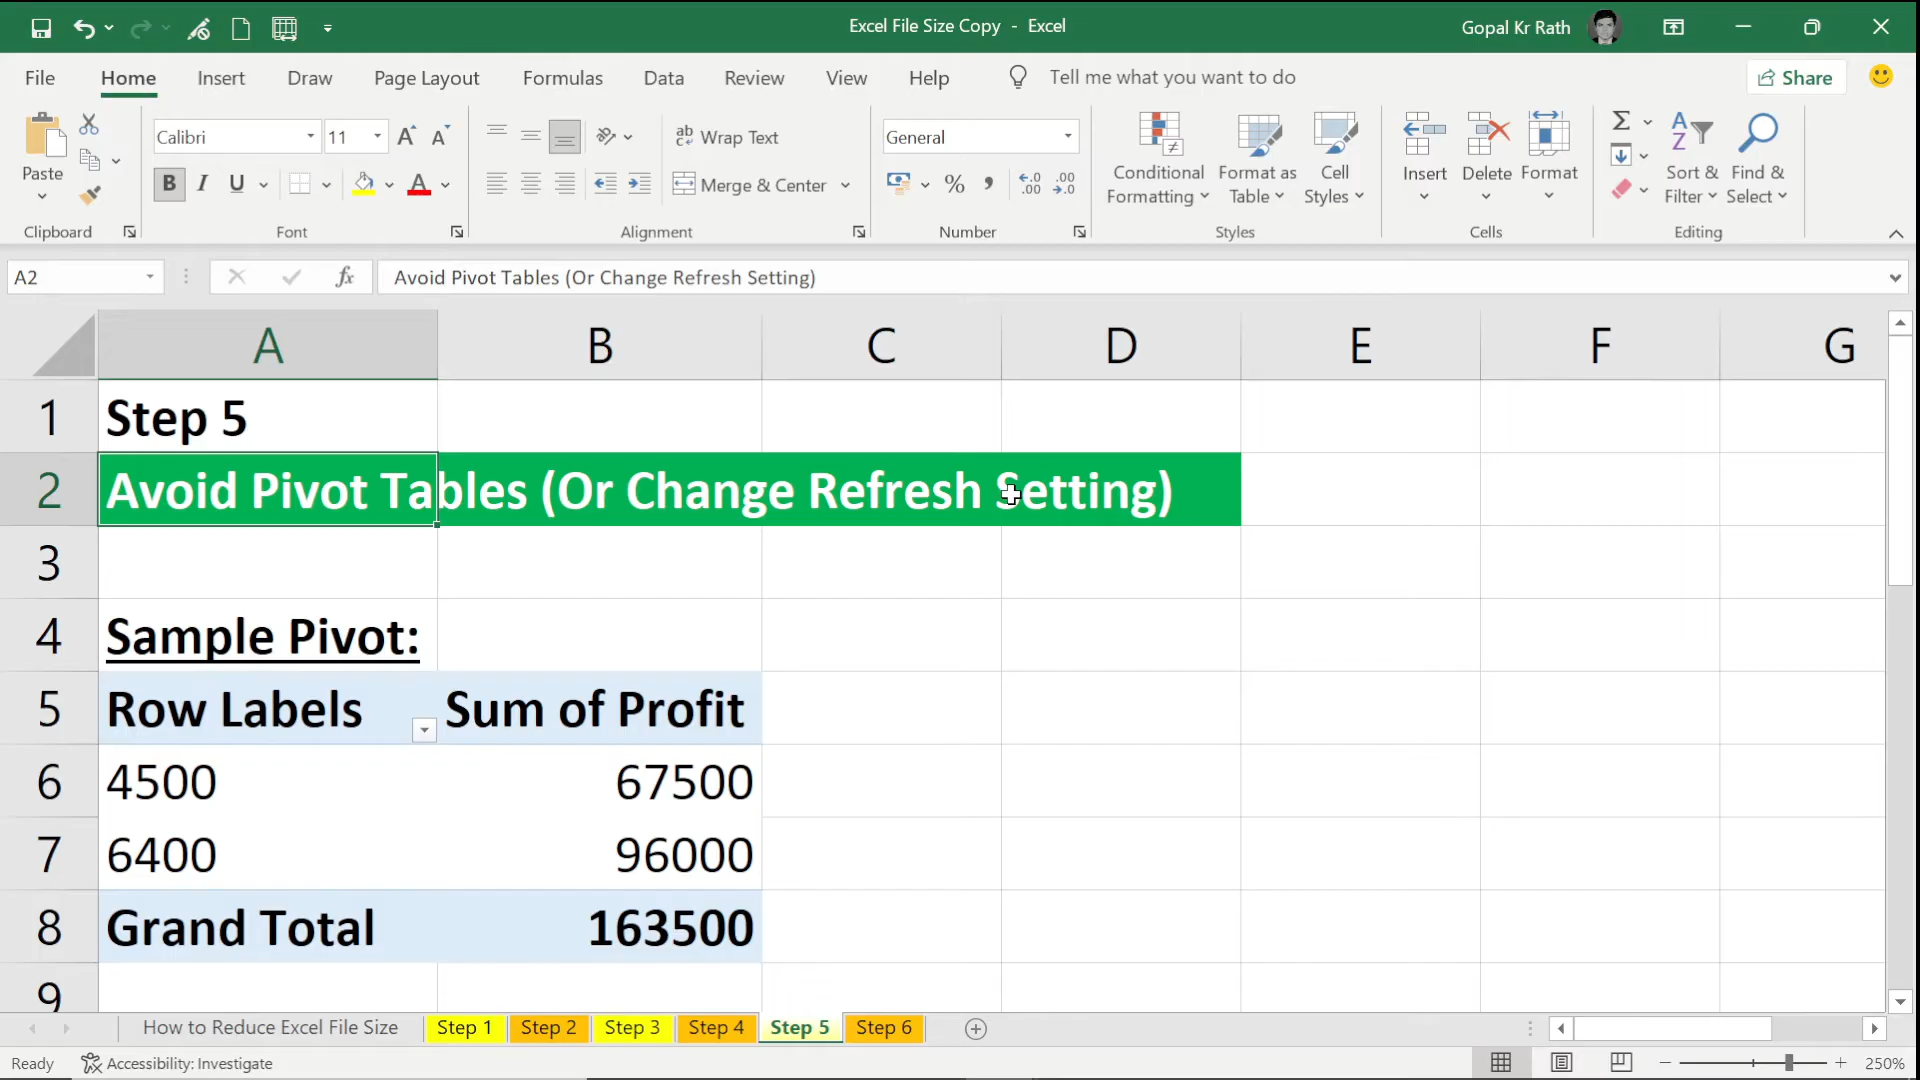 Excel File Size Copy - Excel
Gopal Kr Rath
File Home Insert Draw Page Layout Formulas Data Review View Help Tell me what you want to do Share
Paste
Calibri 11
Wrap Text
General
B I U
Merge & Center
% , .0 .00 .00 .0
Conditional Formatting
Format as Table
Cell Styles
Insert Delete Format
Sort & Filter
Find & Select
Clipboard Font Alignment Number Styles Cells Editing
A2 fx Avoid Pivot Tables (Or Change Refresh Setting)
A B C D E F G
1 Step 5
2 Avoid Pivot Tables (Or Change Refresh Setting)
3
4 Sample Pivot:
5 Row Labels Sum of Profit
6 4500 67500
7 6400 96000
8 Grand Total 163500
9
How to Reduce Excel File Size Step 1 Step 2 Step 3 Step 4 Step 5 Step 6
Ready Accessibility: Investigate 250%